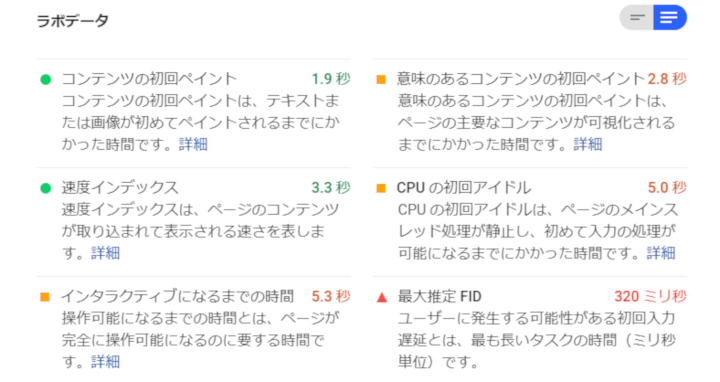 ラボデータ
コンテンツの初回ペイント 1.9 秒
コンテンツの初回ペイントは、テキストま
たは画像が初めてペイントされるまでにか
かった時間です。詳細
意味のあるコンテンツの初回ペイント 2.8 秒
意味のあるコンテンツの初回ペイントは、
ページの主要なコンテンツが可視化される
までにかかった時間です。詳細
速度インデックス 3.3 秒
速度インデックスは、ページのコンテンツ
が取り込まれて表示される速さを表しま
す。詳細
CPU の初回アイドル 5.0 秒
CPU の初回アイドルは、ページのメインス
レッド処理が静止し、初めて入力の処理が
可能になるまでにかかった時間です。詳細
インタラクティブになるまでの時間 5.3 秒
操作可能になるまでの時間とは、ページが
完全に操作可能になるのに要する時間で
す。詳細
最大推定 FID 320 ミリ秒
ユーザーに発生する可能性がある初回入力
遅延とは、最も長いタスクの時間（ミリ秒
単位）です。